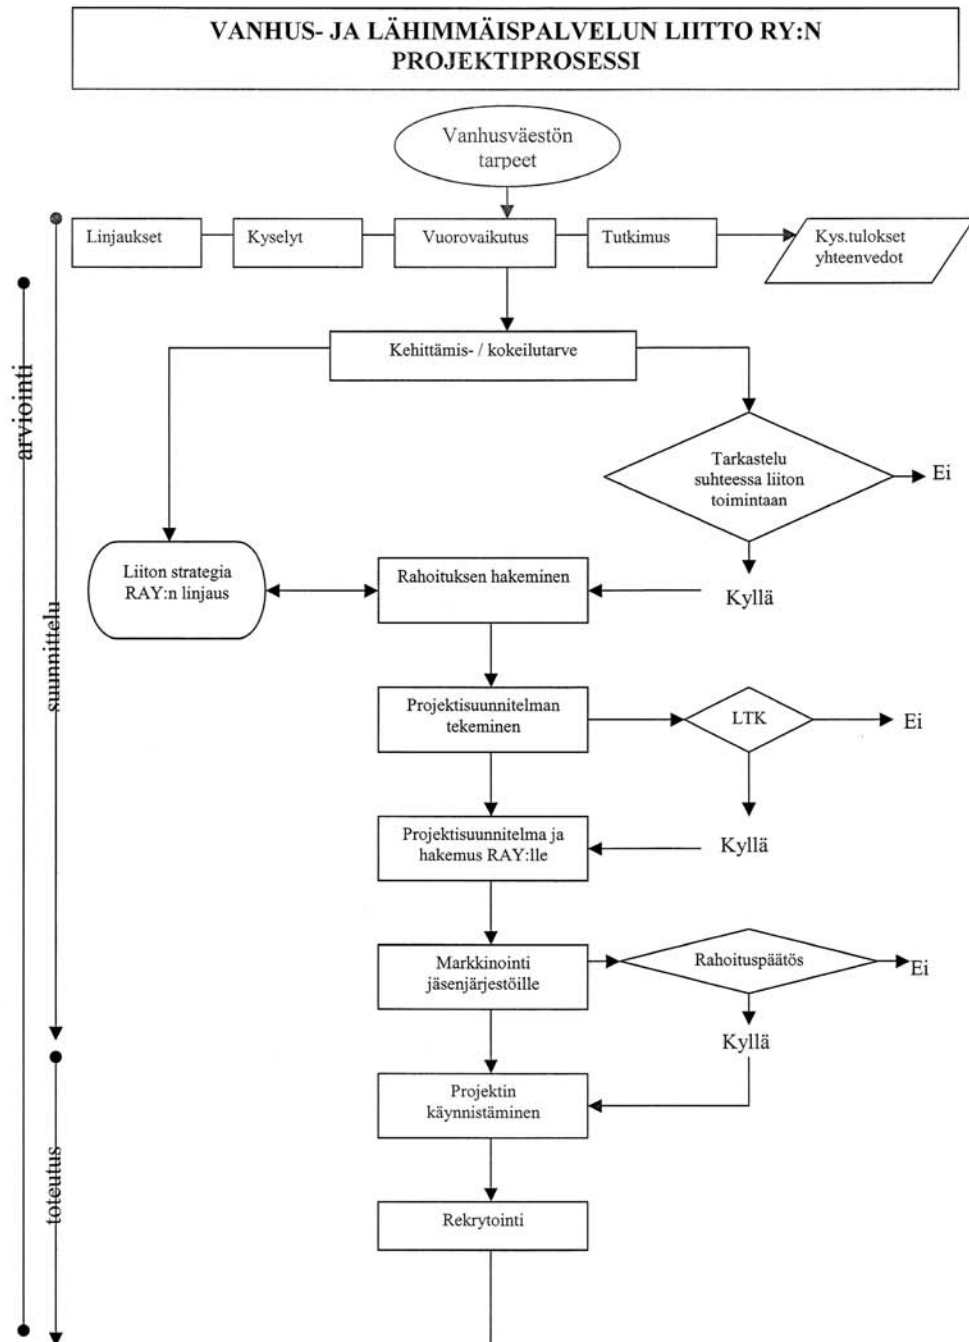 VANHUS- JA LÄHIMMÄISPALVELUN LIITTO RY:N
PROJEKTIPROSESSI
Vanhusväestön
tarpeet
Linjaukset
Kyselyt
Vuorovaikutus
Tutkimus
Kys.tulokset
yhteenvedot
Kehittämis- / kokeilutarve
arviointi
Tarkastelu
suhteessa liiton
toimintaan
Ei
Liiton strategia
RAY:n linjaus
Rahoituksen hakeminen
Kyllä
suunnittelu
Projektisuunnitelman
tekeminen
LTK
Ei
Projektisuunnitelma ja
hakemus RAY:lle
Kyllä
Markkinointi
jäsenjärjestöille
Rahoituspäätös
Ei
Kyllä
Projektin
käynnistäminen
toteutus
Rekrytointi